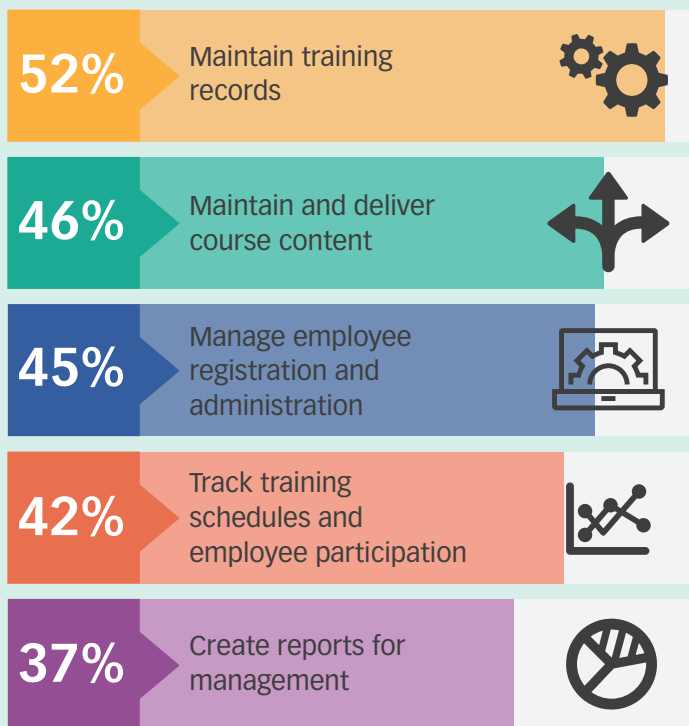 52%
Maintain training
records
46%
Maintain and deliver
course content
45%
Manage employee
registration and
administration
42%
Track training
schedules and
employee participation
37%
Create reports for
management